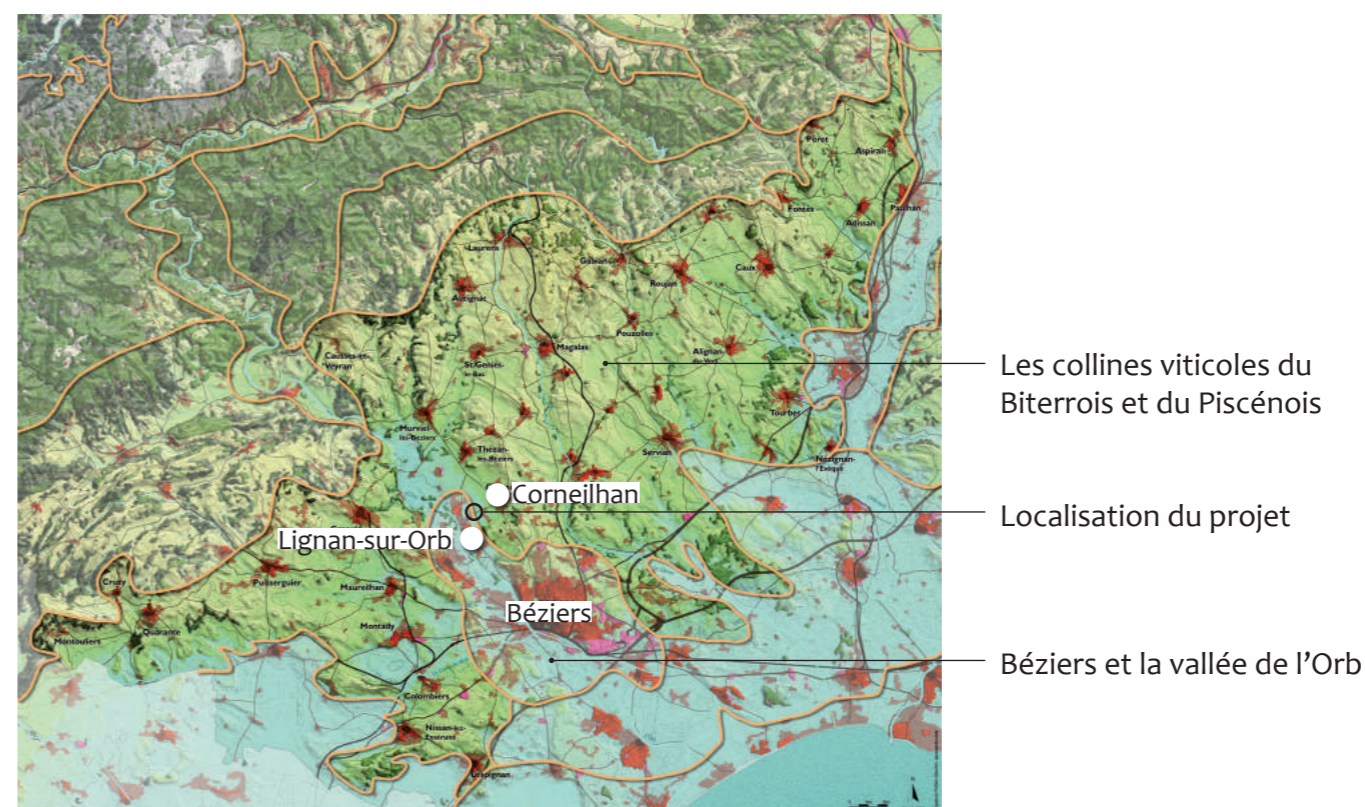 Péret
Aspiran
Fontès
Adissan
Paulhan
Laurens
Gabian
Roujan
Caux
Autignac
Pouzolles
Magalas
Alignan-
du-Vent
Causses-et-
Veyran
St Geniès-
le-Bas
Les collines viticoles du
Biterrois et du Piscénois
Tourbes
Murviel-
lès-Béziers
Thézan-
les-Béziers
Servian
Nézignan-
l'Evêque
Corneilhan
Localisation du projet
Lignan-sur-Orb
Cruzy
Puisserguier
Maureilhan
Béziers
Quarante
Montady
Montouliers
Béziers et la vallée de l’Orb
Colombiers
Nissan-lez-
Enserune
Lespignan
N